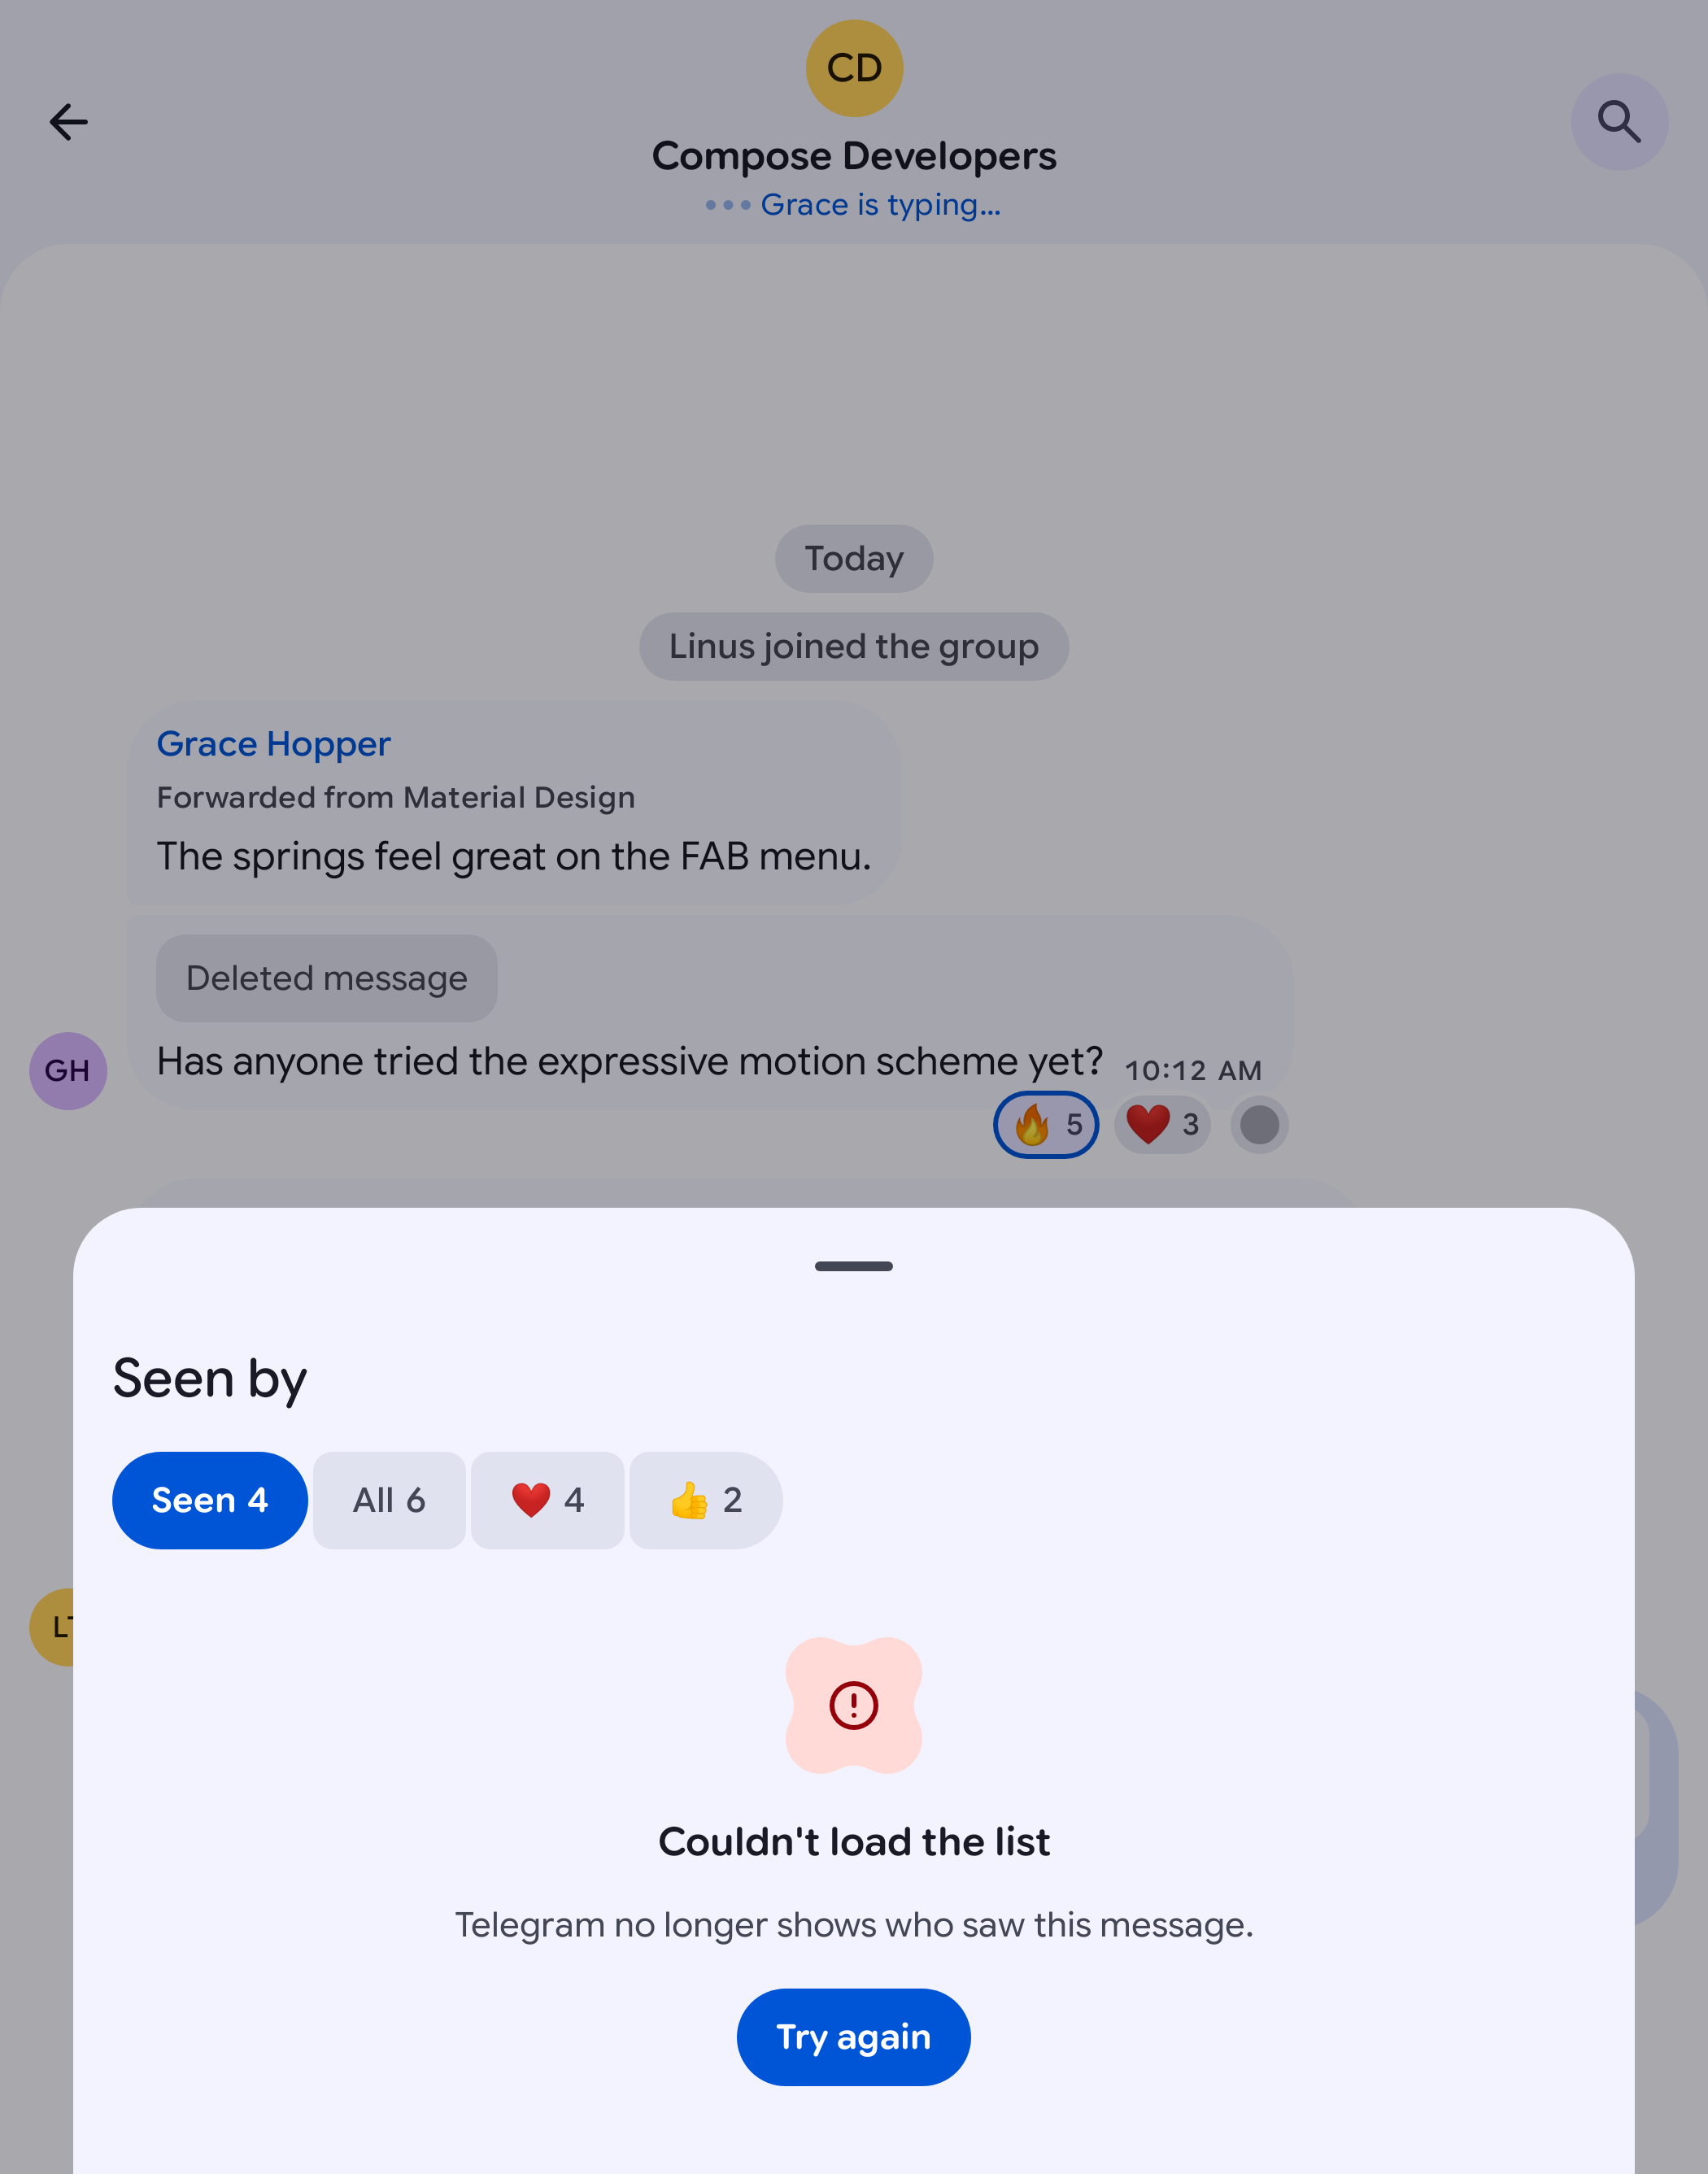 CD
Compose Developers
Grace is typing...
Today
Linus joined the group
Grace Hopper
Forwarded from Material Design
The springs feel great on the FAB menu.
Deleted message
GH
Has anyone tried the expressive motion scheme yet? 10:12 AM
🔥 5 ❤️ 3
Seen by
Seen 4
All 6
❤️ 4
👍 2
Couldn't load the list
Telegram no longer shows who saw this message.
Try again